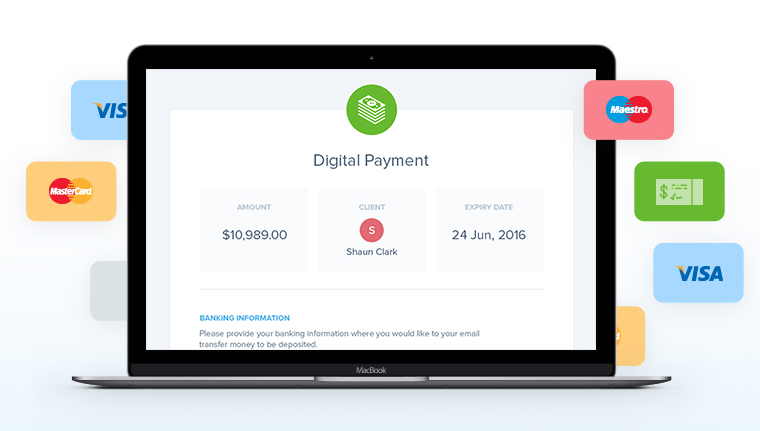 Digital Payment
AMOUNT
$10,989.00
CLIENT
S
Shaun Clark
EXPIRY DATE
24 Jun, 2016
BANKING INFORMATION
Please provide your banking information where you would like to your email
transfer money to be deposited.
MacBook
VIS
MasterCard
Maestro
$
VISA